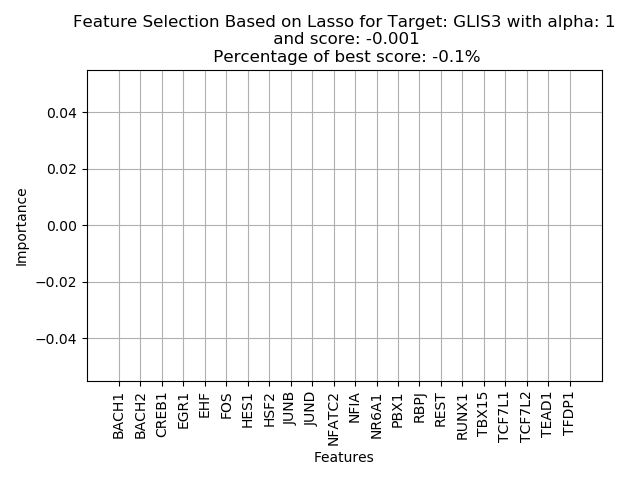 Feature Selection Based on Lasso for Target: GLIS3 with alpha: 1
and score: -0.001
Percentage of best score: -0.1%
0.04
0.02
0.00
−0.02
−0.04
Importance
BACH1
BACH2
CREB1
EGR1
EHF
FOS
HES1
HSF2
JUNB
JUND
NFATC2
NFIA
NR6A1
PBX1
RBPJ
REST
RUNX1
TBX15
TCF7L1
TCF7L2
TEAD1
TFDP1
Features